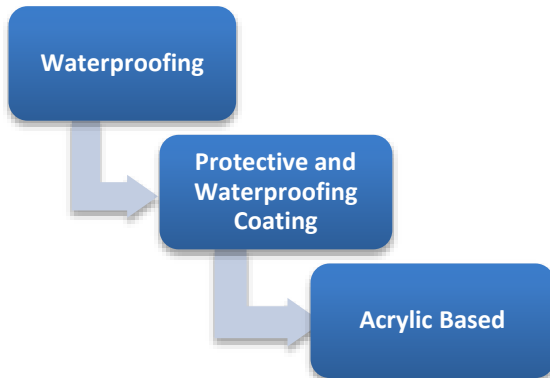 Waterproofing
Protective and
Waterproofing
Coating
Acrylic Based